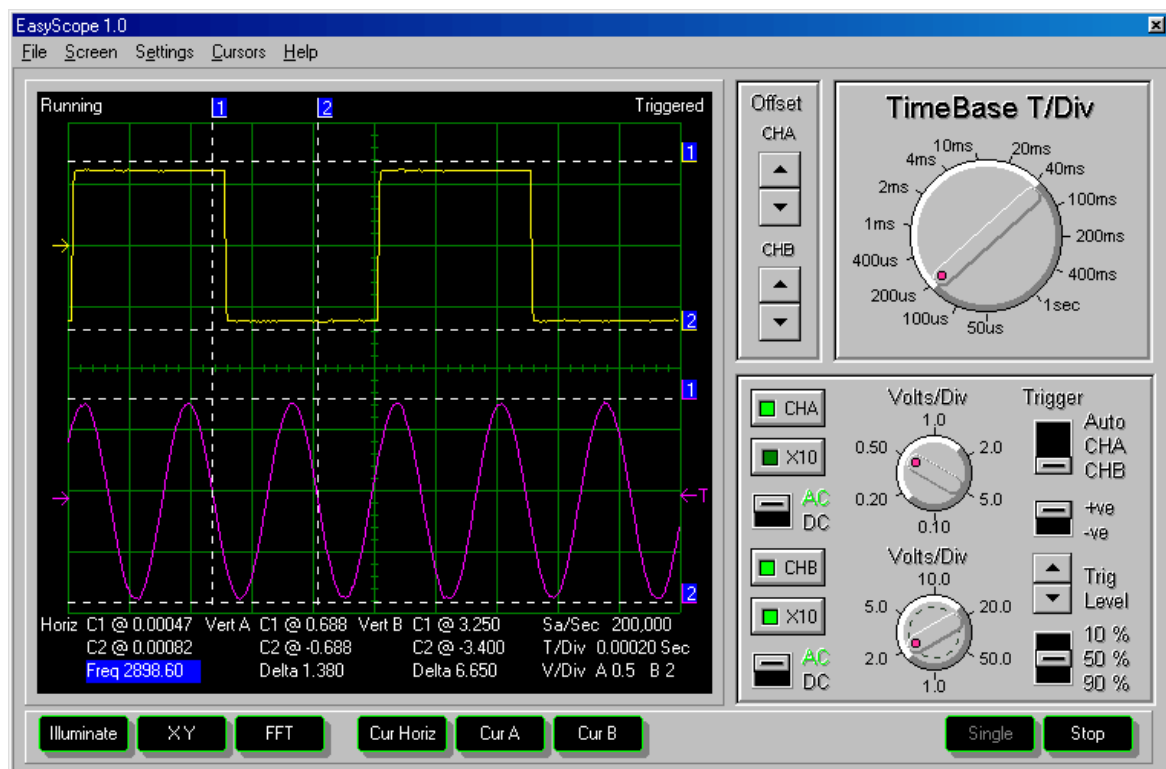 EasyScope 1.0
File Screen Settings Cursors Help
Running 1 2 Triggered
1
2
1
T
2
Horiz C1 @ 0.00047 Vert A C1 @ 0.688 Vert B C1 @ 3.250 Sa/Sec 200,000
C2 @ 0.00082 C2 @ -0.688 C2 @ -3.400 T/Div 0.00020 Sec
Freq 2898.60 Delta 1.380 Delta 6.650 V/Div A 0.5 B 2
Offset
CHA
CHB
TimeBase T/Div
10ms 20ms
4ms 40ms
2ms 100ms
1ms 200ms
400us 400ms
200us 1sec
100us 50us
CHA
X10
AC
DC
Volts/Div
1.0
0.50 2.0
0.20 5.0
0.10
Trigger
Auto
CHA
CHB
+ve
-ve
CHB
X10
AC
DC
Volts/Div
10.0
5.0 20.0
2.0 50.0
1.0
Trig
Level
10 %
50 %
90 %
Illuminate XY FFT Cur Horiz Cur A Cur B Single Stop